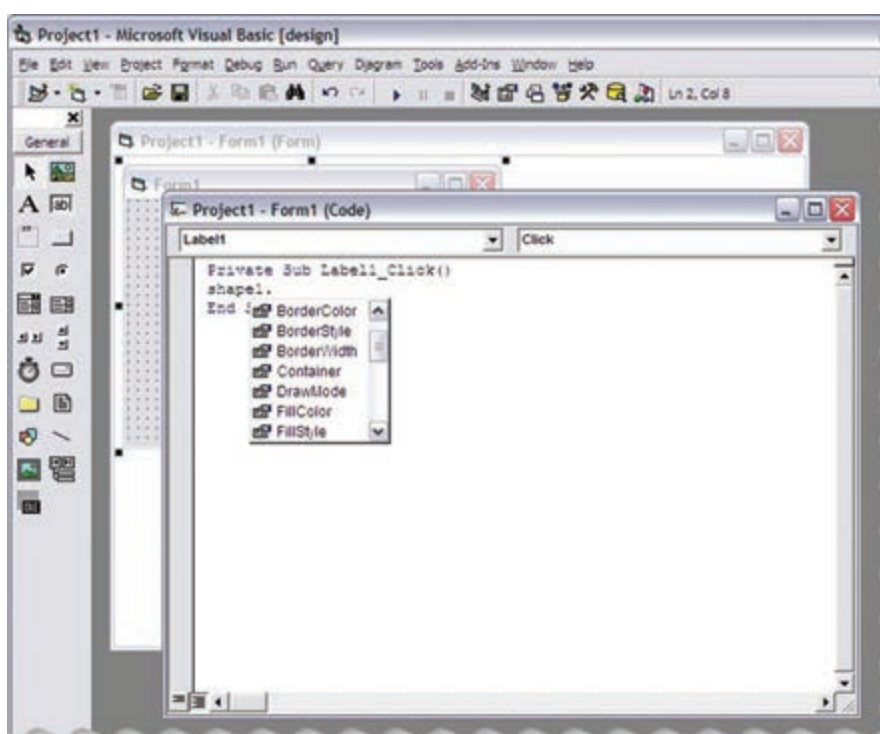 Project1 - Microsoft Visual Basic [design]
File Edit View Project Format Debug Run Query Diagram Tools Add-Ins Window Help
Ln 2, Col 8
General
Project1 - Form1 (Form)
Form1
Project1 - Form1 (Code)
Label1 Click
Private Sub Label1_Click()
shape1.
End
BorderColor
BorderStyle
BorderWidth
Container
DrawMode
FillColor
FillStyle